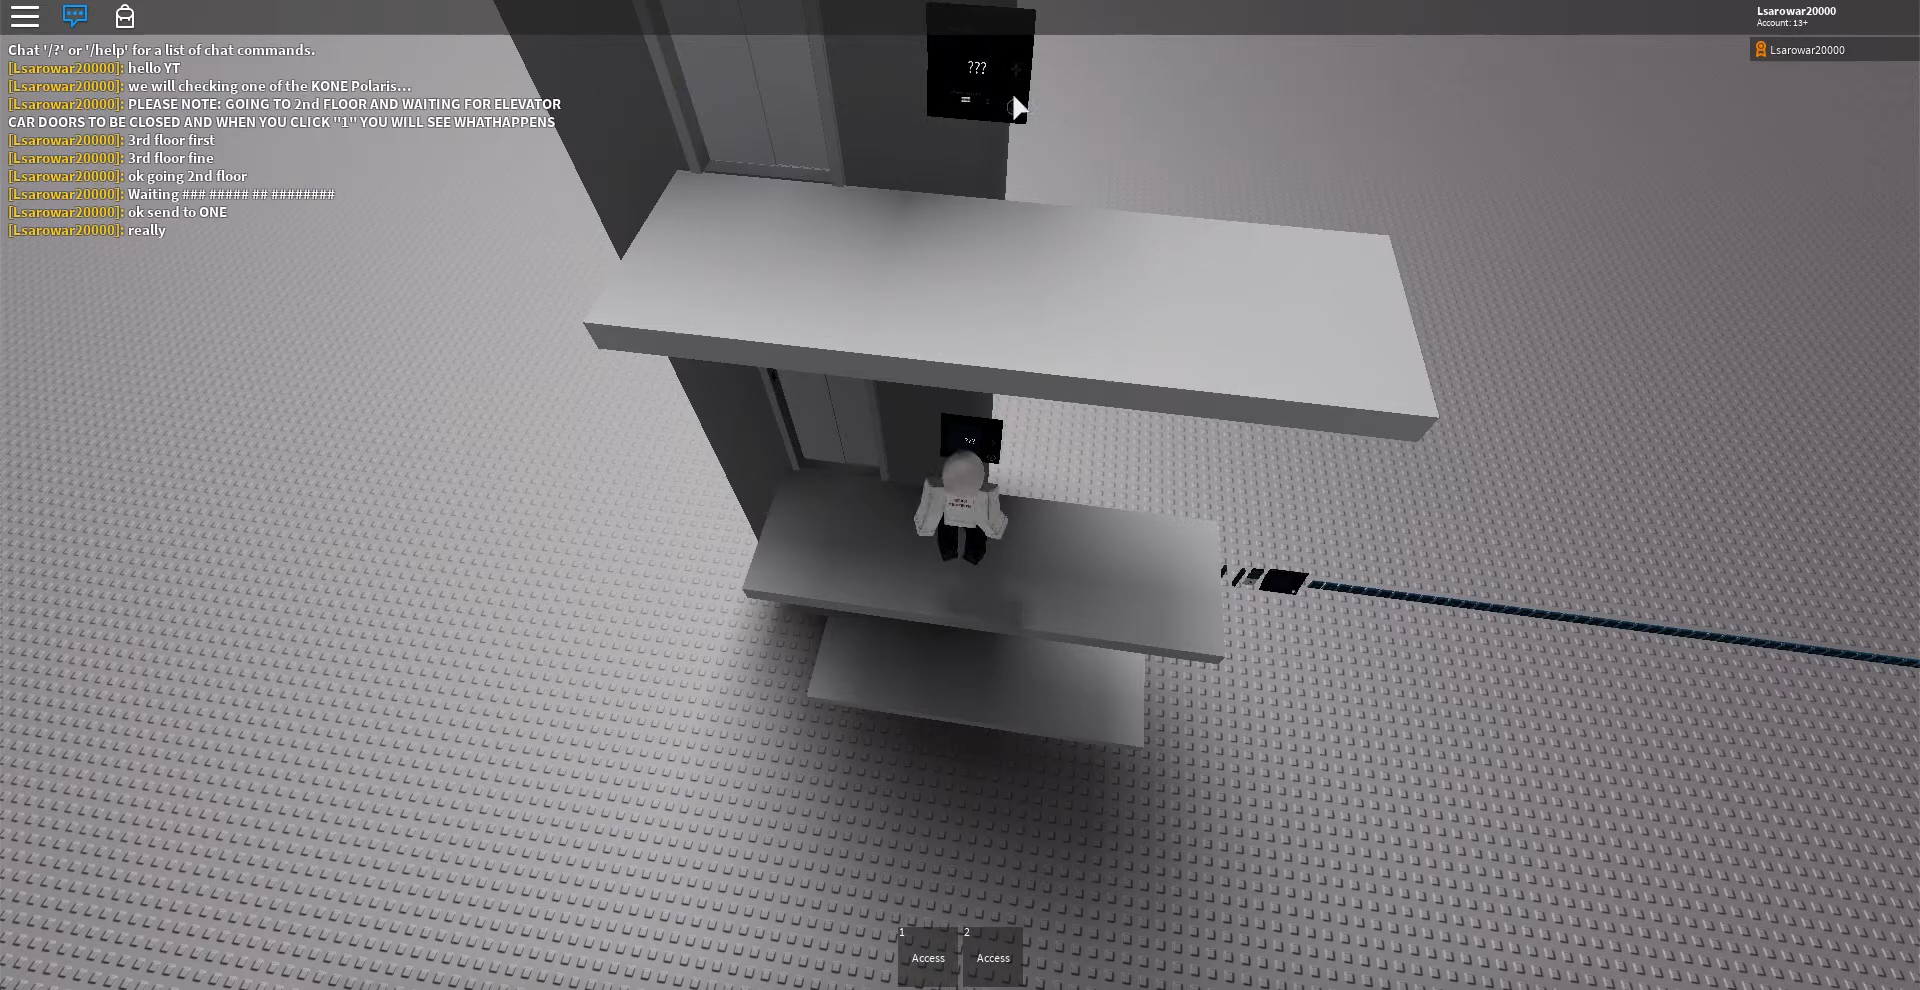 Lsarowar20000
Account: 13+
Lsarowar20000
Chat '/?' or '/help' for a list of chat commands.
[Lsarowar20000]: hello YT
[Lsarowar20000]: we will checking one of the KONE Polaris...
[Lsarowar20000]: PLEASE NOTE: GOING TO 2nd FLOOR AND WAITING FOR ELEVATOR
CAR DOORS TO BE CLOSED AND WHEN YOU CLICK "1" YOU WILL SEE WHATHAPPENS
[Lsarowar20000]: 3rd floor first
[Lsarowar20000]: 3rd floor fine
[Lsarowar20000]: ok going 2nd floor
[Lsarowar20000]: Waiting ### ##### ## ########
[Lsarowar20000]: ok send to ONE
[Lsarowar20000]: really
???
???
1
Access
2
Access